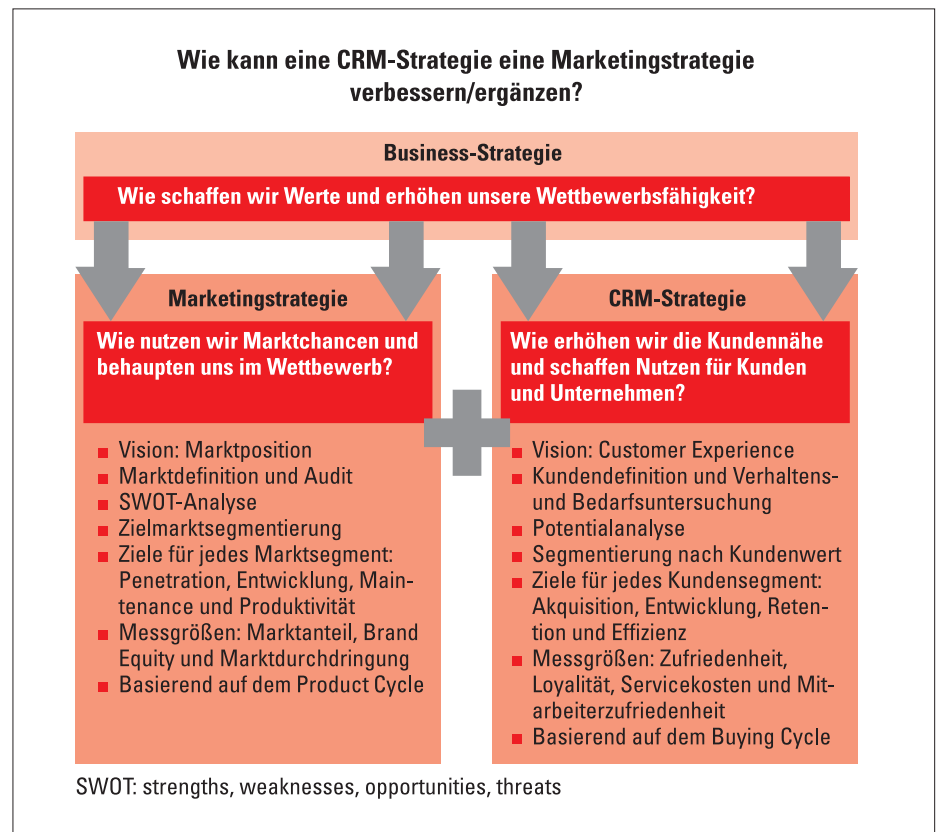 Wie kann eine CRM-Strategie eine Marketingstrategie
verbessern/ergänzen?
Business-Strategie
Wie schaffen wir Werte und erhöhen unsere Wettbewerbsfähigkeit?
Marketingstrategie
Wie nutzen wir Marktchancen und
behaupten uns im Wettbewerb?
Vision: Marktposition
Marktdefinition und Audit
SWOT-Analyse
Zielmarktsegmentierung
Ziele für jedes Marktsegment:
Penetration, Entwicklung, Main-
tenance und Produktivität
Messgrößen: Marktanteil, Brand
Equity und Marktdurchdringung
Basierend auf dem Product Cycle
CRM-Strategie
Wie erhöhen wir die Kundennähe
und schaffen Nutzen für Kunden
und Unternehmen?
Vision: Customer Experience
Kundendefinition und Verhaltens-
und Bedarfsuntersuchung
Potentialanalyse
Segmentierung nach Kundenwert
Ziele für jedes Kundensegment:
Akquisition, Entwicklung, Reten-
tion und Effizienz
Messgrößen: Zufriedenheit,
Loyalität, Servicekosten und Mit-
arbeiterzufriedenheit
Basierend auf dem Buying Cycle
SWOT: strengths, weaknesses, opportunities, threats